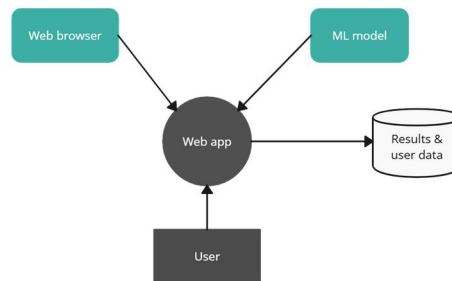 Web browser
ML model
Web app
Results &
user data
User